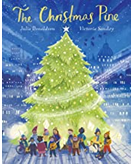 The Christmas Pine
Julia Donaldson Victoria Sandøy